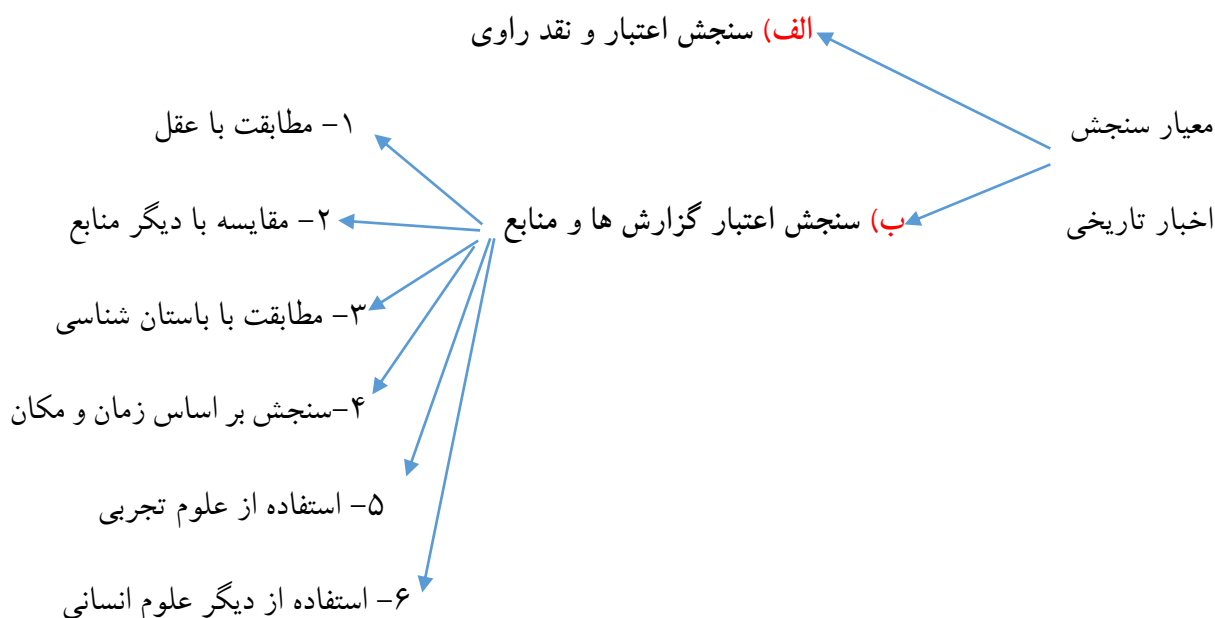 الف) سنجش اعتبار و نقد راوی
معیار سنجش
۱- مطابقت با عقل
اخبار تاریخی
ب) سنجش اعتبار گزارش ها و منابع
۲- مقایسه با دیگر منابع
۳- مطابقت با باستان شناسی
۴-سنجش بر اساس زمان و مکان
۵- استفاده از علوم تجربی
۶- استفاده از دیگر علوم انسانی